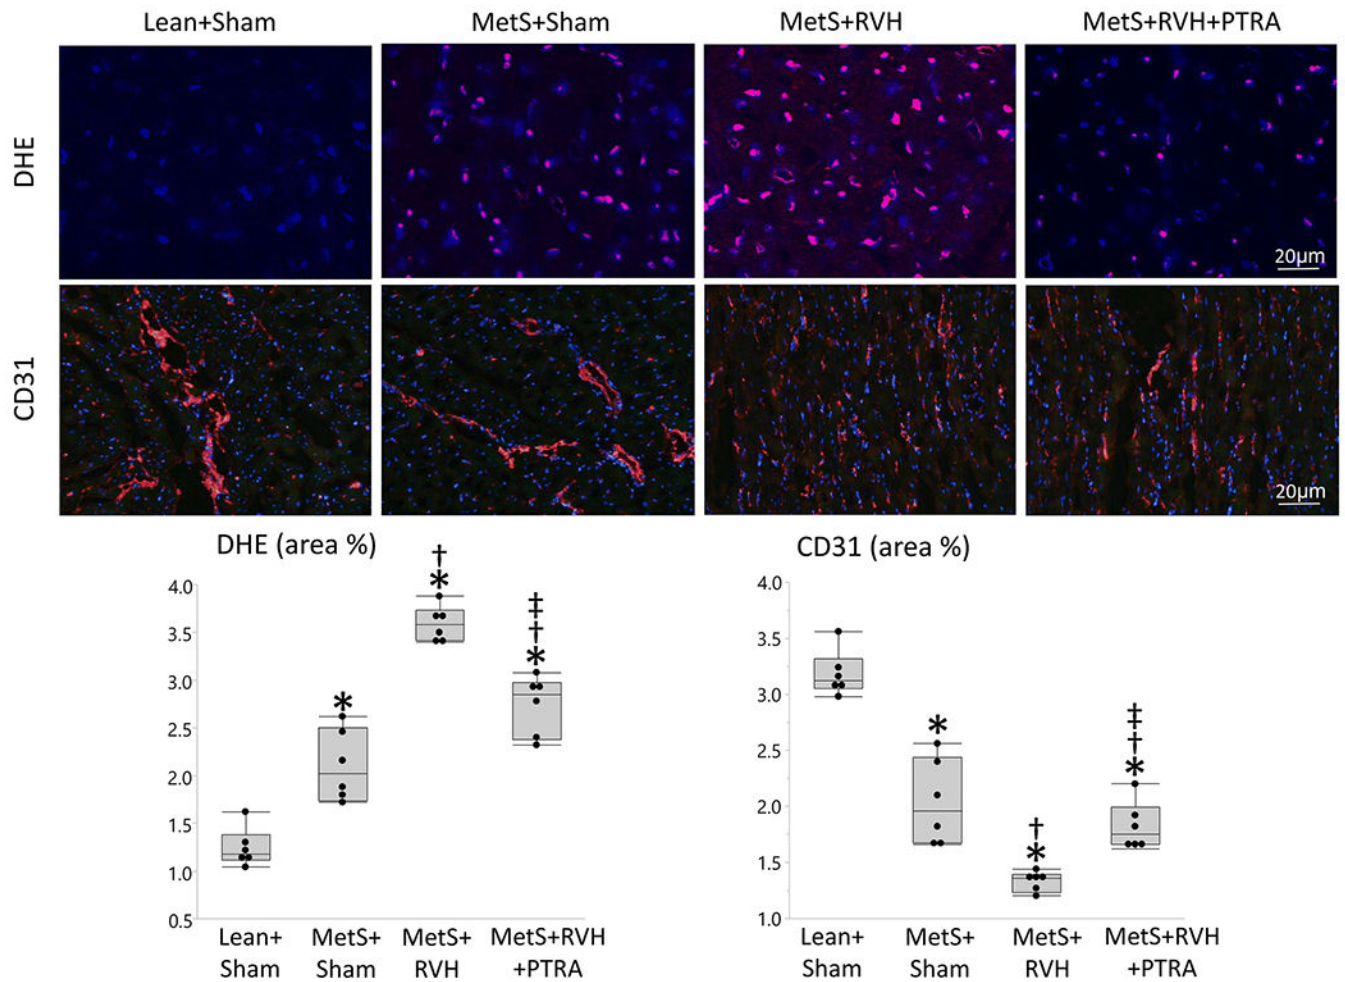 Lean+Sham
MetS+Sham
MetS+RVH
MetS+RVH+PTRA
DHE
20μm
CD31
20μm
DHE (area %)
4.0
3.5
3.0
2.5
2.0
1.5
1.0
0.5
*
†
*
‡
†
*
Lean+
Sham
MetS+
Sham
MetS+
RVH
MetS+RVH
+PTRA
CD31 (area %)
4.0
3.5
3.0
2.5
2.0
1.5
1.0
*
†
*
‡
†
*
Lean+
Sham
MetS+
Sham
MetS+
RVH
MetS+RVH
+PTRA